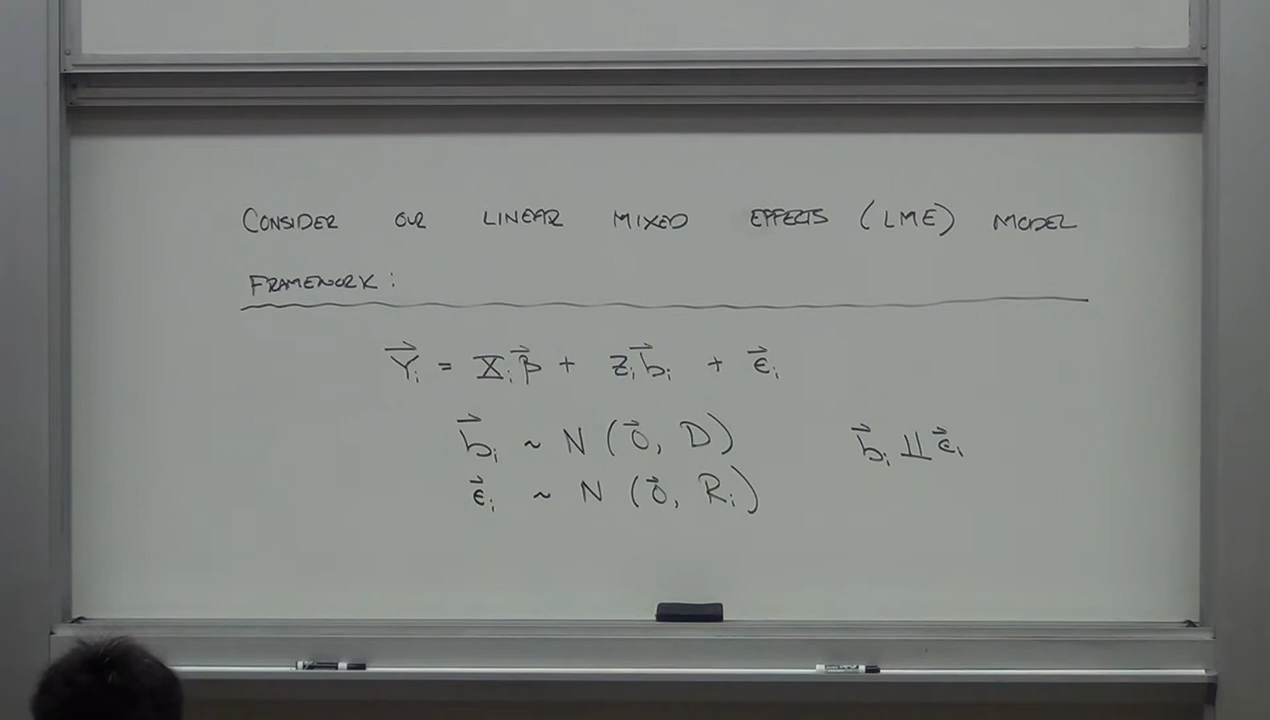 CONSIDER OUR LINEAR MIXED EFFECTS (LME) MODEL
FRAMEWORK:
Y⃗ᵢ = Xᵢβ⃗ + Zᵢb⃗ᵢ + ε⃗ᵢ
b⃗ᵢ ~ N (0⃗, D) b⃗ᵢ ⫫ ε⃗ᵢ
ε⃗ᵢ ~ N (0⃗, Rᵢ)